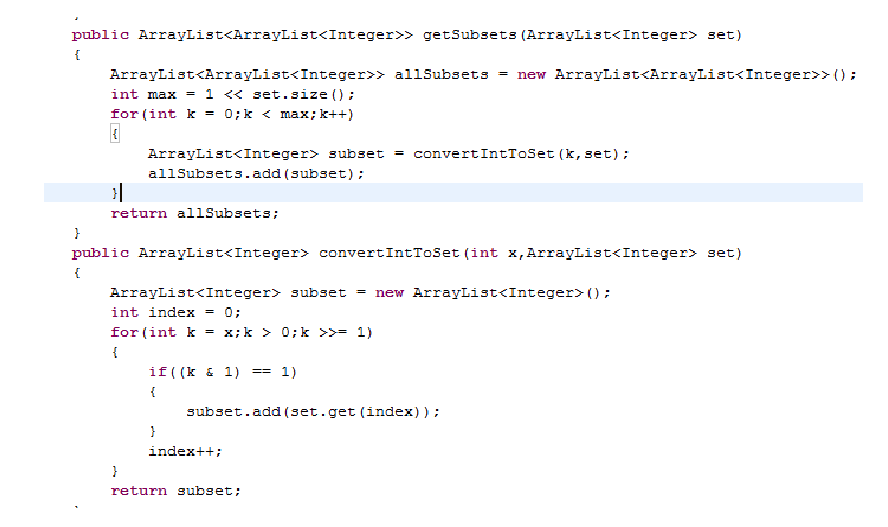 public ArrayList<ArrayList<Integer>> getSubsets(ArrayList<Integer> set)
{
ArrayList<ArrayList<Integer>> allSubsets = new ArrayList<ArrayList<Integer>>();
int max = 1 << set.size();
for(int k = 0;k < max;k++)
{
ArrayList<Integer> subset = convertIntToSet(k,set);
allSubsets.add(subset);
}
return allSubsets;
}
public ArrayList<Integer> convertIntToSet(int x,ArrayList<Integer> set)
{
ArrayList<Integer> subset = new ArrayList<Integer>();
int index = 0;
for(int k = x;k > 0;k >>= 1)
{
if((k & 1) == 1)
{
subset.add(set.get(index));
}
index++;
}
return subset;